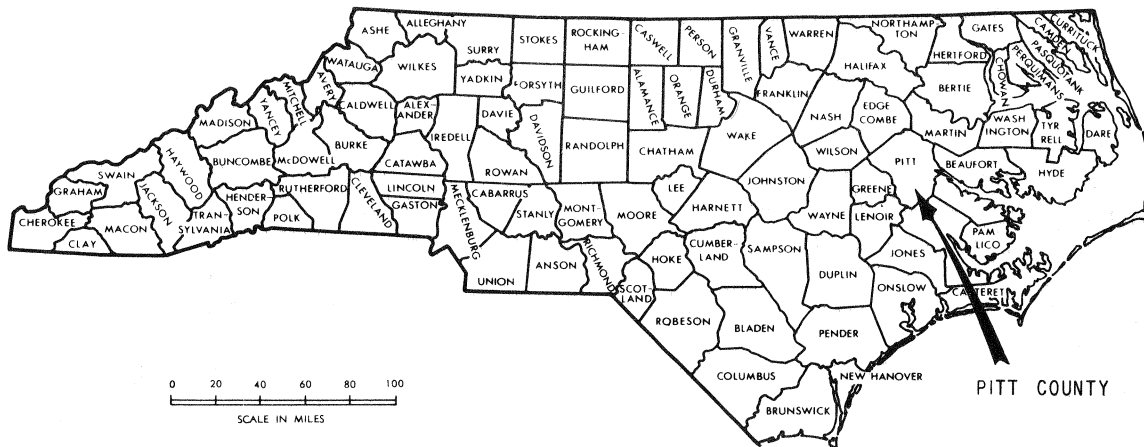 ASHE
ALLEGHANY
SURRY
STOKES
ROCKING-
HAM
CASWELL
PERSON
GRANVILLE
VANCE
WARREN
NORTHAMP
TON
GATES
CURRITUCK
CAMDEN
PASQUOTANK
PERQUIMANS
CHOWAN
HERTFORD
HALIFAX
BERTIE
WATAUGA
WILKES
YADKIN
FORSYTH
GUILFORD
ALAMANCE
ORANGE
DURHAM
FRANKLIN
NASH
EDGE
COMBE
MARTIN
WASH
INGTON
TYR
RELL
DARE
MADISON
YANCEY
MITCHELL
AVERY
CALDWELL
ALEX-
ANDER
IREDELL
DAVIE
DAVIDSON
RANDOLPH
CHATHAM
WAKE
WILSON
PITT
BEAUFORT
HYDE
HAYWOOD
BUNCOMBE
McDOWELL
BURKE
CATAWBA
ROWAN
SWAIN
GRAHAM
CHEROKEE
CLAY
MACON
JACKSON
TRAN-
SYLVANIA
HENDER-
SON
POLK
RUTHERFORD
CLEVELAND
LINCOLN
GASTON
MECKLENBURG
CABARRUS
STANLY
MONT-
GOMERY
MOORE
LEE
HARNETT
JOHNSTON
WAYNE
GREENE
LENOIR
PAM
LICO
JONES
UNION
ANSON
RICHMOND
SCOT-
LAND
HOKE
CUMBER-
LAND
SAMPSON
DUPLIN
ONSLOW
CARTERET
ROBESON
BLADEN
PENDER
COLUMBUS
NEW HANOVER
BRUNSWICK
PITT COUNTY
0 20 40 60 80 100
SCALE IN MILES